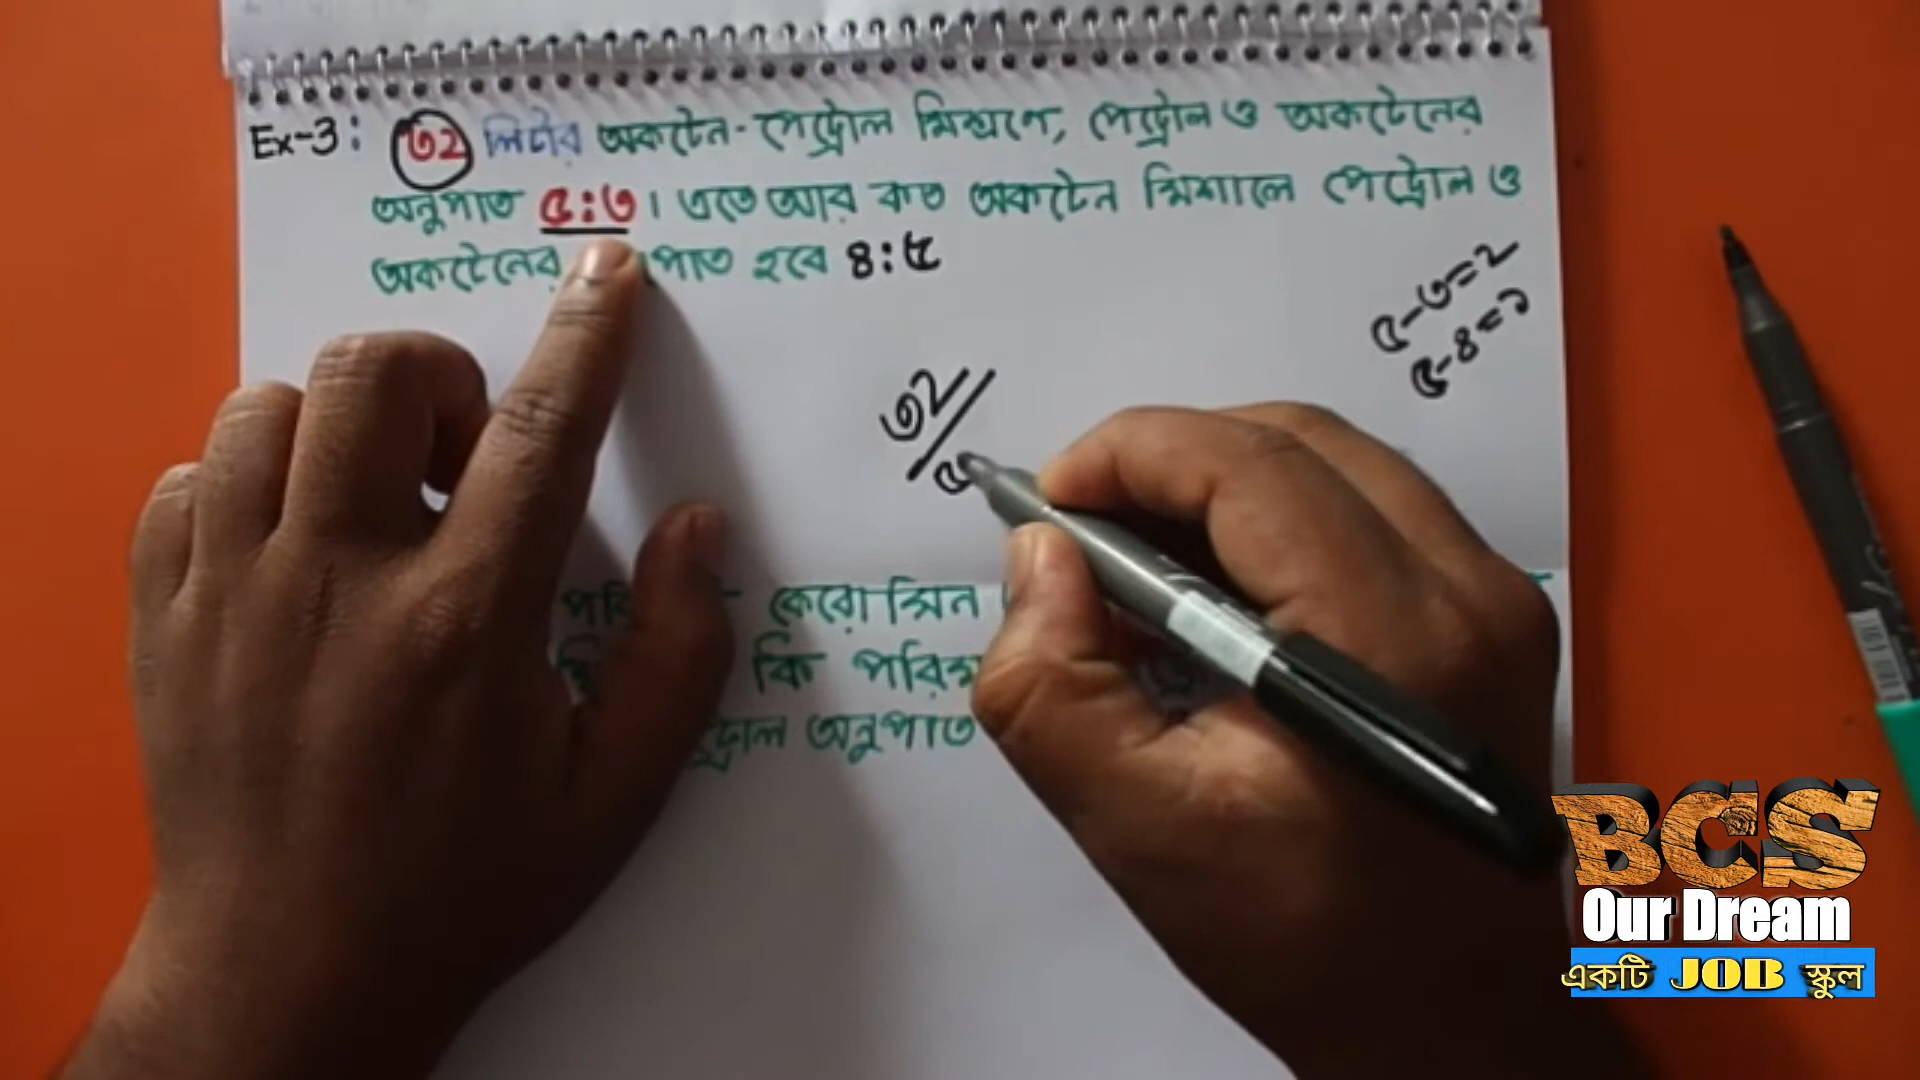 Ex-3: ৩২ লিটার অকটেন-পেট্রোল মিশ্রণে, পেট্রোল ও অকটেনের
অনুপাত ৫:৩। এতে আর কত অকটেন মিশালে পেট্রোল ও
অকটেনের পাত হবে ৪:৫
৫-৩=২
৫-৪=১
৩২/৫
কেরোসিন
কি
অনুপাত
BCS
Our Dream
একটি JOB স্কুল